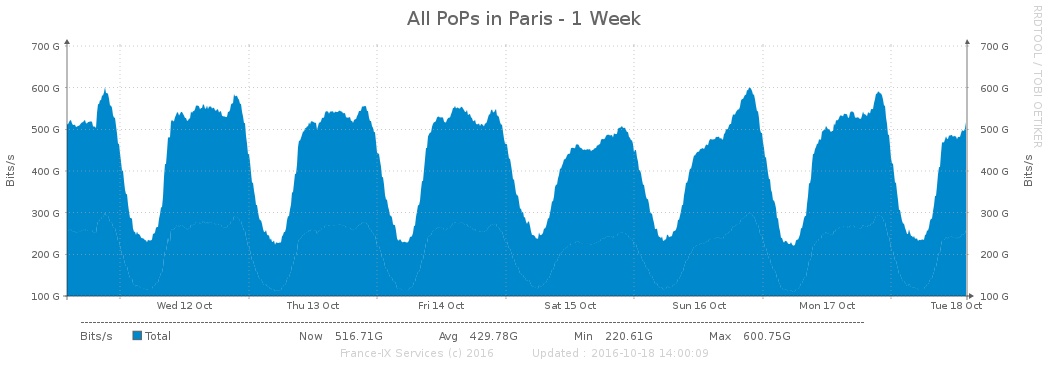 All PoPs in Paris - 1 Week
RRDTOOL / TOBI OETIKER
Bits/s
700 G
600 G
500 G
400 G
300 G
200 G
100 G
700 G
600 G
500 G
400 G
300 G
200 G
100 G
Bits/s
Wed 12 Oct Thu 13 Oct Fri 14 Oct Sat 15 Oct Sun 16 Oct Mon 17 Oct Tue 18 Oct
Bits/s Total Now 516.71G Avg 429.78G Min 220.61G Max 600.75G
France-IX Services (c) 2016 Updated : 2016-10-18 14:00:09